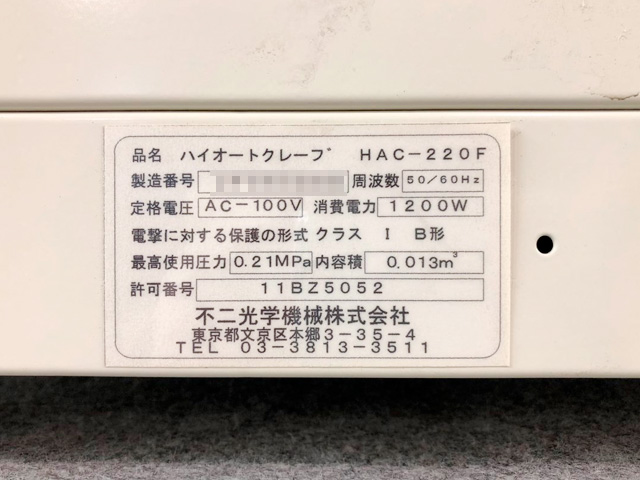 品名 ハイオートクレーブ HAC-220F
製造番号 周波数 50/60Hz
定格電圧 AC-100V 消費電力 1200W
電撃に対する保護の形式 クラス I B形
最高使用圧力 0.21MPa 内容積 0.013m³
許可番号 11BZ5052
不二光学機械株式会社
東京都文京区本郷3-35-4
TEL 03-3813-3511